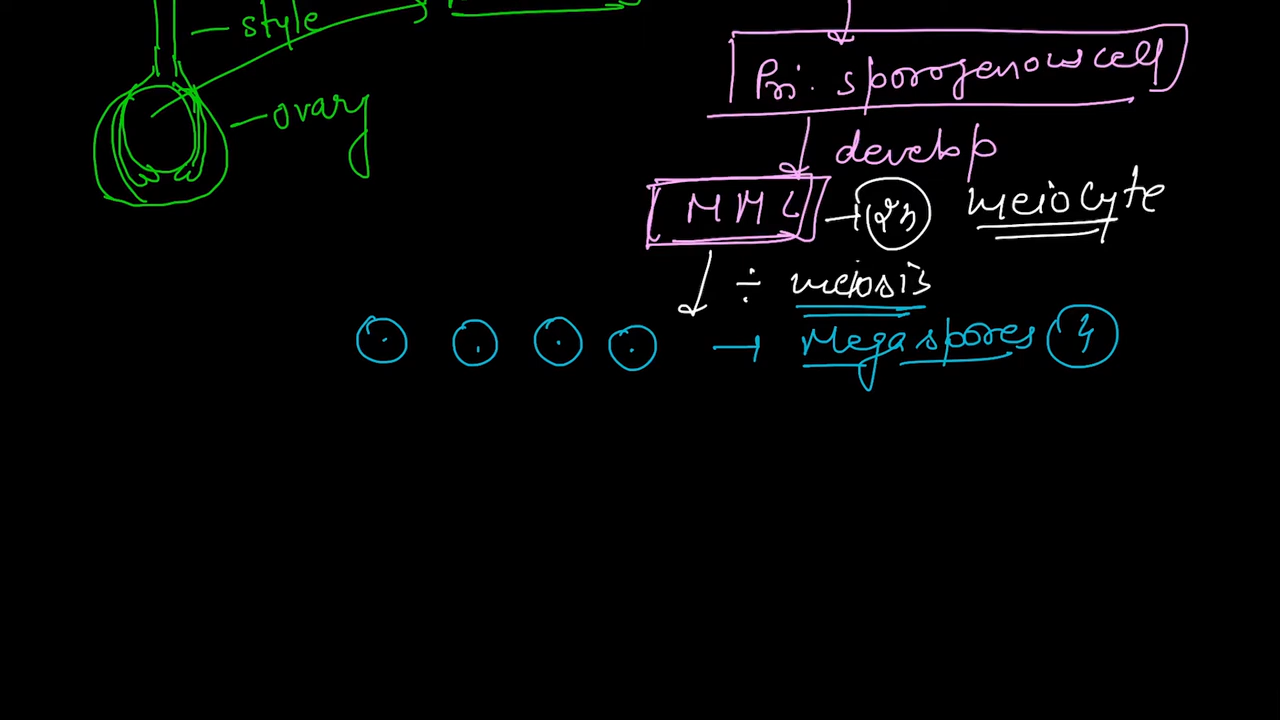 style
Pri. sporogenous cell
ovary
develop
MMC → 2n meiocyte
÷ meiosis
→ Megaspores 4